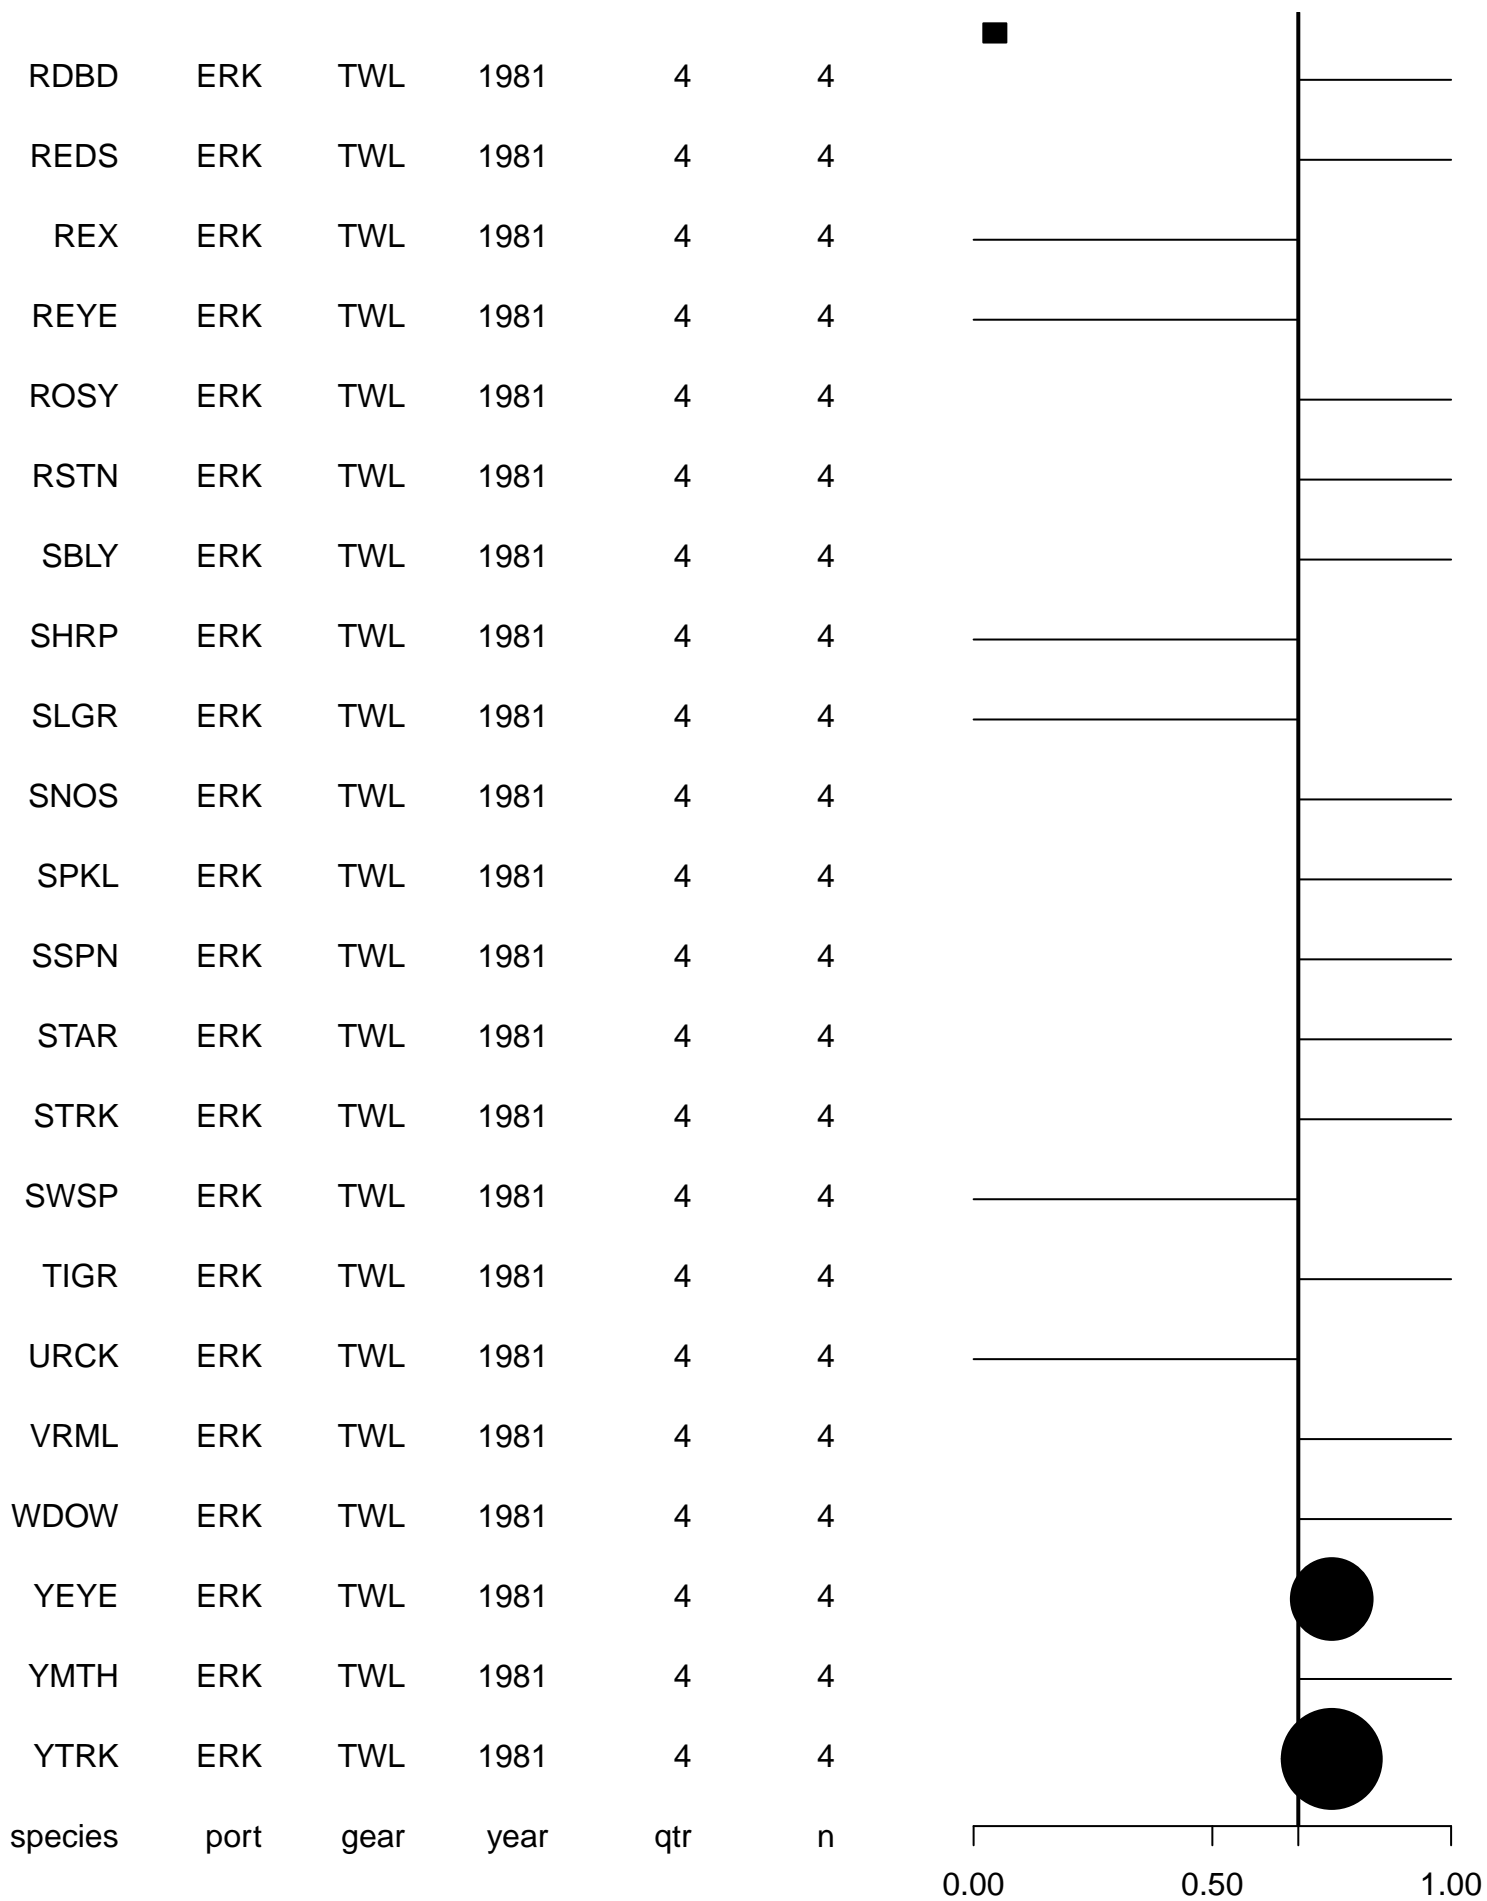 RDBD ERK TWL 1981 4 4
REDS ERK TWL 1981 4 4
REX ERK TWL 1981 4 4
REYE ERK TWL 1981 4 4
ROSY ERK TWL 1981 4 4
RSTN ERK TWL 1981 4 4
SBLY ERK TWL 1981 4 4
SHRP ERK TWL 1981 4 4
SLGR ERK TWL 1981 4 4
SNOS ERK TWL 1981 4 4
SPKL ERK TWL 1981 4 4
SSPN ERK TWL 1981 4 4
STAR ERK TWL 1981 4 4
STRK ERK TWL 1981 4 4
SWSP ERK TWL 1981 4 4
TIGR ERK TWL 1981 4 4
URCK ERK TWL 1981 4 4
VRML ERK TWL 1981 4 4
WDOW ERK TWL 1981 4 4
YEYE ERK TWL 1981 4 4
YMTH ERK TWL 1981 4 4
YTRK ERK TWL 1981 4 4
species port gear year qtr n
0.00 0.50 1.00